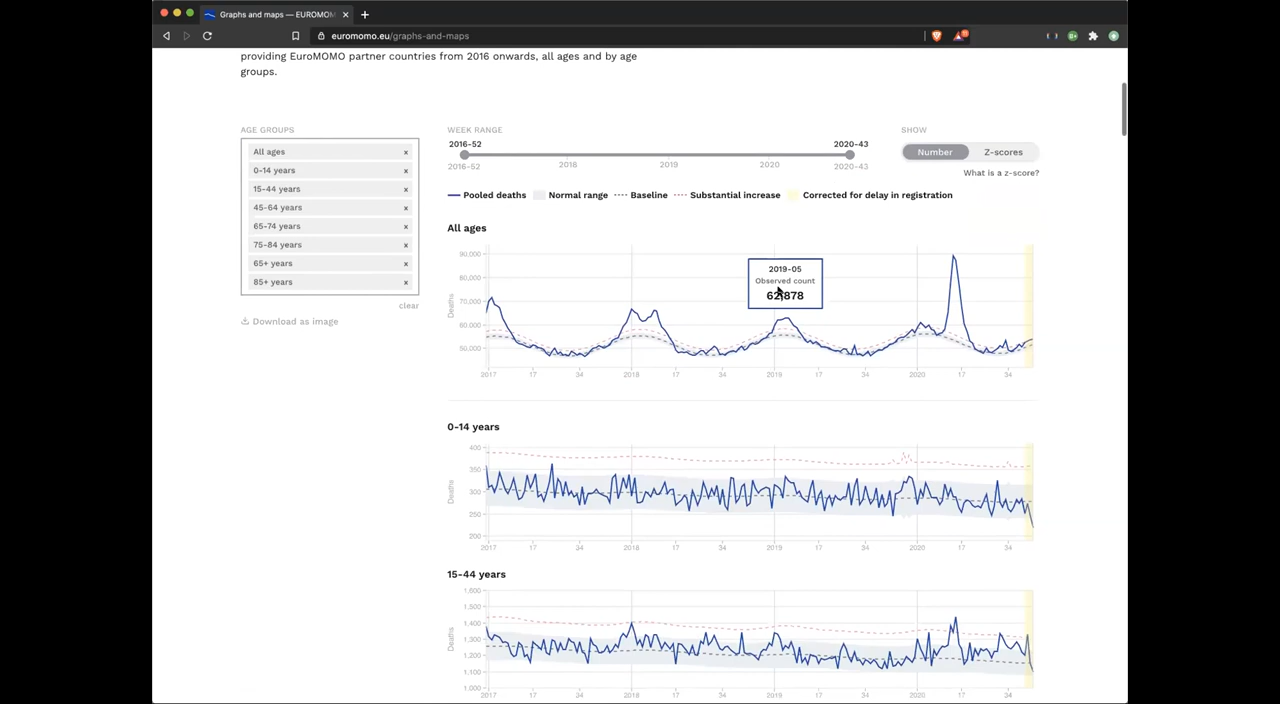 Graphs and maps — EUROMOM
euromomo.eu/graphs-and-maps
providing EuroMOMO partner countries from 2016 onwards, all ages and by age
groups.
AGE GROUPS
All ages x
0-14 years x
15-44 years x
45-64 years x
65-74 years x
75-84 years x
65+ years x
85+ years x
clear
Download as image
WEEK RANGE
2016-52 2020-43
2016-52 2018 2019 2020 2020-43
SHOW
Number Z-scores
What is a z-score?
Pooled deaths Normal range Baseline Substantial increase Corrected for delay in registration
All ages
Deaths
90,000
80,000
70,000
60,000
50,000
2019-05
Observed count
62,878
2017 17 34 2018 17 34 2019 17 34 2020 17 34
0-14 years
Deaths
400
350
300
250
200
2017 17 34 2018 17 34 2019 17 34 2020 17 34
15-44 years
Deaths
1,600
1,500
1,400
1,300
1,200
1,100
1,000
2017 17 34 2018 17 34 2019 17 34 2020 17 34